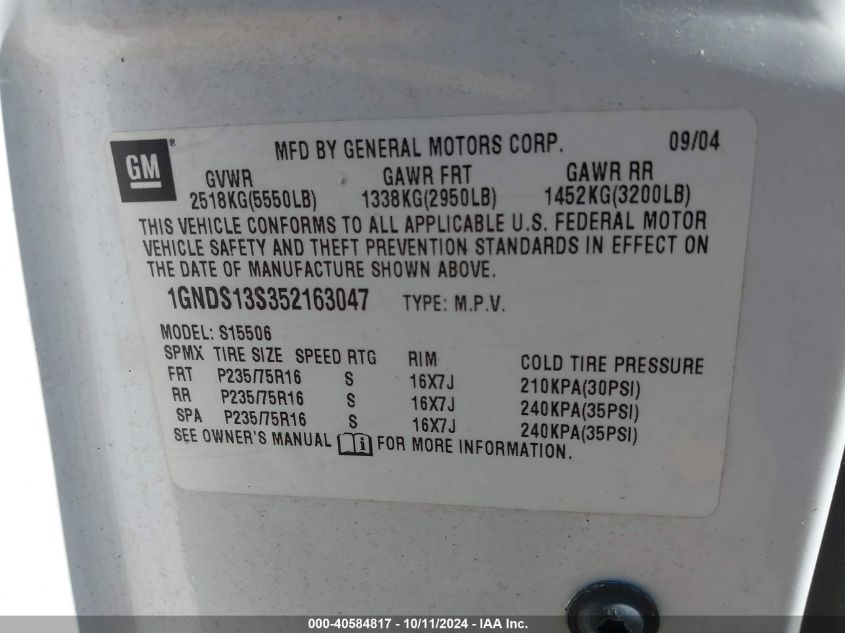 GM®
MFD BY GENERAL MOTORS CORP. 09/04
GVWR GAWR FRT GAWR RR
2518KG(5550LB) 1338KG(2950LB) 1452KG(3200LB)
THIS VEHICLE CONFORMS TO ALL APPLICABLE U.S. FEDERAL MOTOR
VEHICLE SAFETY AND THEFT PREVENTION STANDARDS IN EFFECT ON
THE DATE OF MANUFACTURE SHOWN ABOVE.
1GNDS13S352163047 TYPE: M.P.V.
MODEL: S15506
SPMX TIRE SIZE SPEED RTG RIM COLD TIRE PRESSURE
FRT P235/75R16 S 16X7J 210KPA(30PSI)
RR P235/75R16 S 16X7J 240KPA(35PSI)
SPA P235/75R16 S 16X7J 240KPA(35PSI)
SEE OWNER'S MANUAL i FOR MORE INFORMATION.
000-40584817 - 10/11/2024 - IAA Inc.